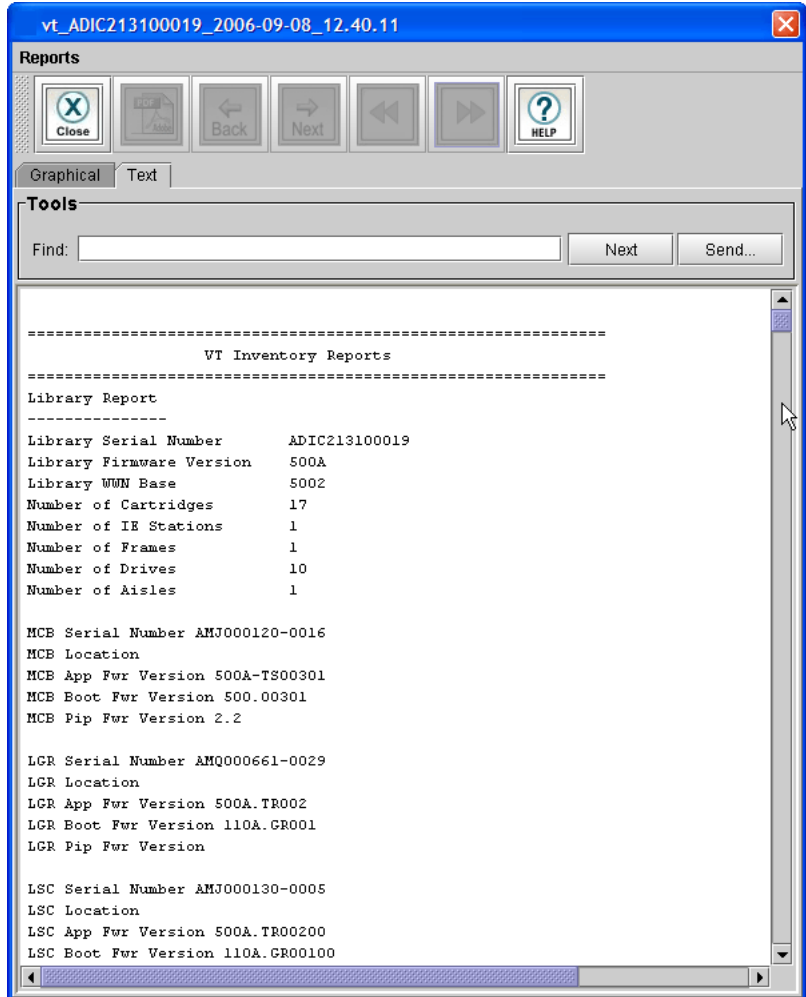 vt_ADIC213100019_2006-09-08_12.40.11
Reports
X
Close
PDF
Adobe
Back
Next
?
HELP
Graphical
Text
Tools
Find:
Next
Send...
==============================================================
VT Inventory Reports
==============================================================
Library Report
---------------
Library Serial Number ADIC213100019
Library Firmware Version 500A
Library WWN Base 5002
Number of Cartridges 17
Number of IE Stations 1
Number of Frames 1
Number of Drives 10
Number of Aisles 1
MCB Serial Number AMJ000120-0016
MCB Location
MCB App Fwr Version 500A-TS00301
MCB Boot Fwr Version 500.00301
MCB Pip Fwr Version 2.2
LGR Serial Number AMQ000661-0029
LGR Location
LGR App Fwr Version 500A.TR002
LGR Boot Fwr Version 110A.GR001
LGR Pip Fwr Version
LSC Serial Number AMJ000130-0005
LSC Location
LSC App Fwr Version 500A.TR00200
LSC Boot Fwr Version 110A.GR00100